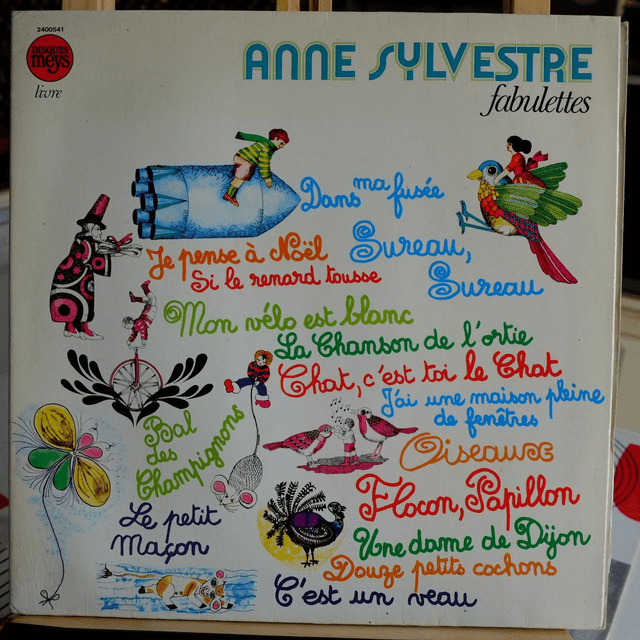 2400541
DISQUES
meys
livre
ANNE SYLVESTRE
fabulettes
Dans ma fusée
Je pense à Noël
Sureau,
Sureau
Si le renard tousse
Mon vélo est blanc
La Chanson de l'ortie
Chat, c'est toi le Chat
J'ai une maison pleine
de fenêtres
Bal
des
Champignons
Oiseaux
Flocon, Papillon
Le petit
Maçon
Une dame de Dijon
Douze petits cochons
C'est un veau